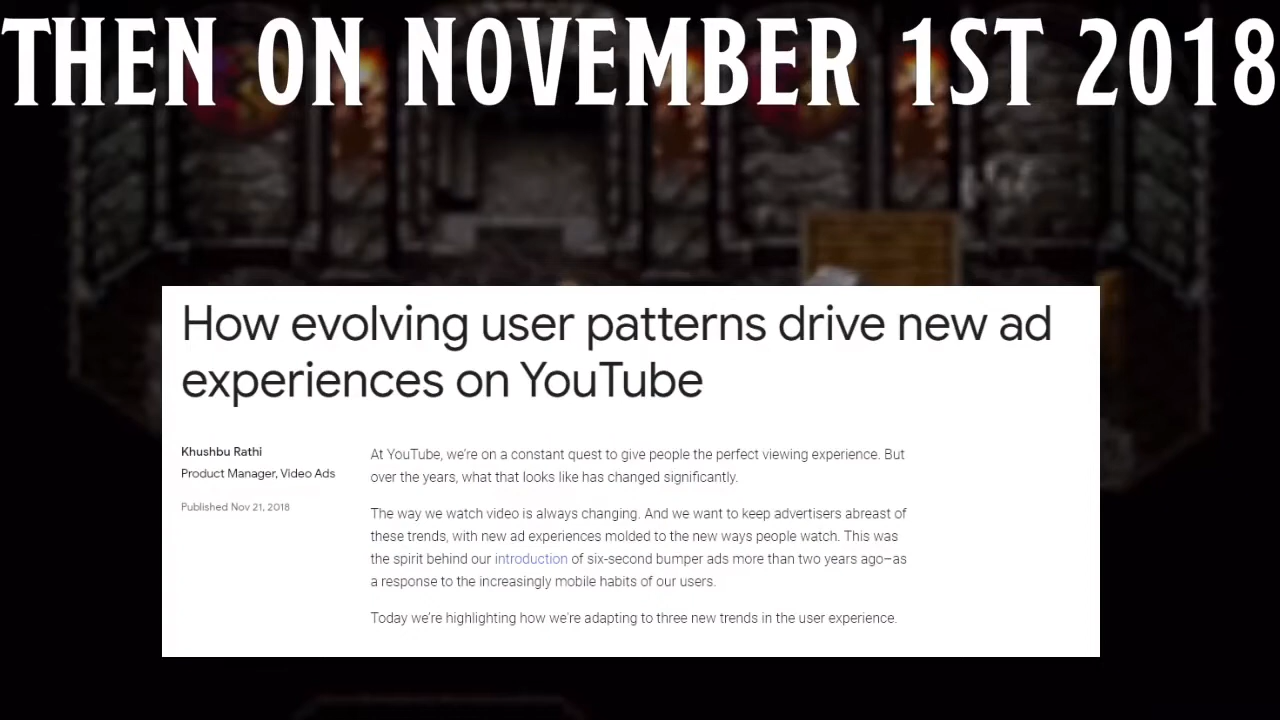 THEN ON NOVEMBER 1ST 2018
How evolving user patterns drive new ad
experiences on YouTube
Khushbu Rathi
Product Manager, Video Ads
Published Nov 21, 2018
At YouTube, we're on a constant quest to give people the perfect viewing experience. But
over the years, what that looks like has changed significantly.
The way we watch video is always changing. And we want to keep advertisers abreast of
these trends, with new ad experiences molded to the new ways people watch. This was
the spirit behind our introduction of six-second bumper ads more than two years ago–as
a response to the increasingly mobile habits of our users.
Today we're highlighting how we're adapting to three new trends in the user experience.